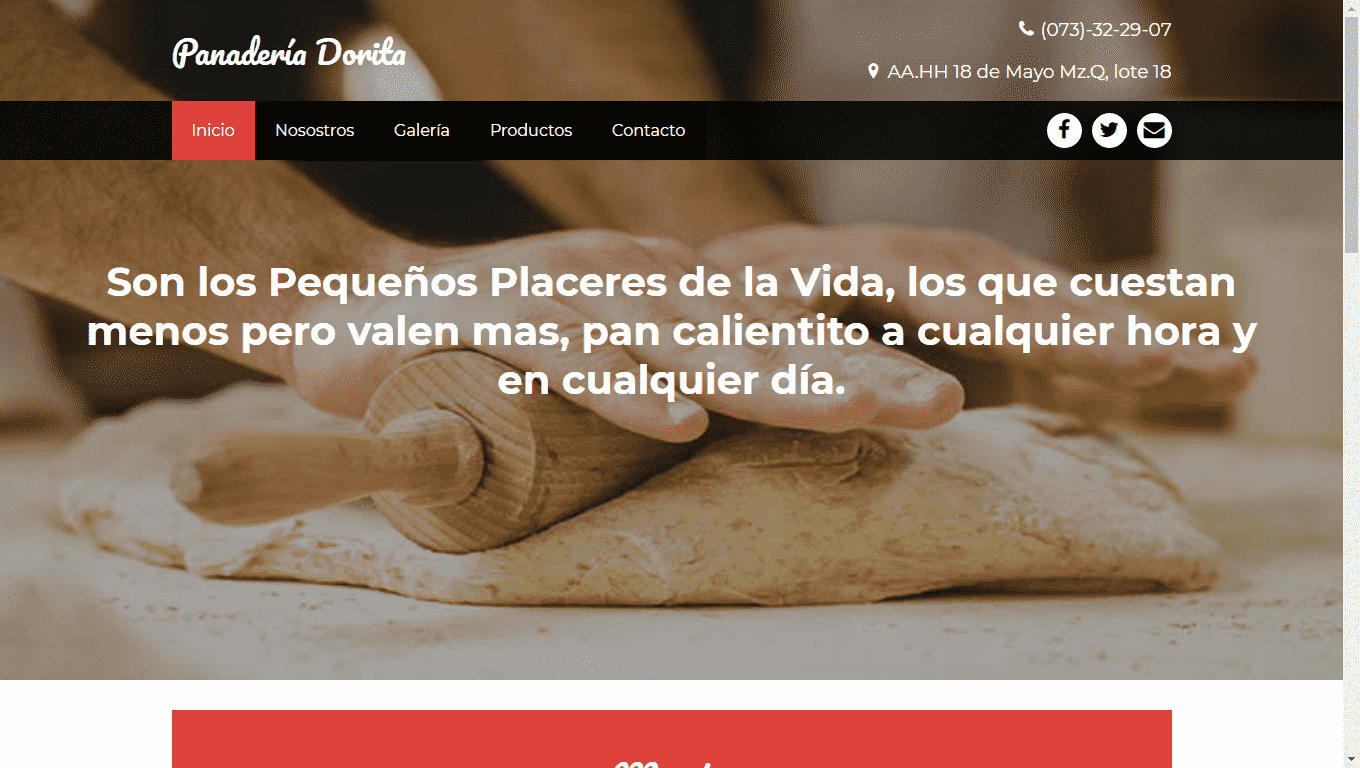 Panadería Dorita
(073)-32-29-07
AA.HH 18 de Mayo Mz.Q, lote 18
Inicio Nosostros Galería Productos Contacto
Son los Pequeños Placeres de la Vida, los que cuestan
menos pero valen mas, pan calientito a cualquier hora y
en cualquier día.